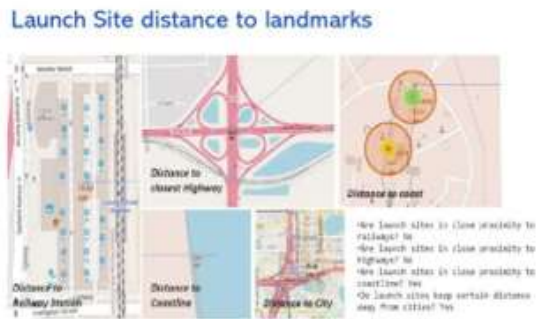 Launch Site distance to landmarks
Distance to
closest Highway
Distance to coast
Distance to
Railway Station
Distance to
Coastline
Distance to City
•Are launch sites in close proximity to
railways? No
•Are launch sites in close proximity to
highways? No
•Are launch sites in close proximity to
coastline? Yes
•Do launch sites keep certain distance
away from cities? Yes